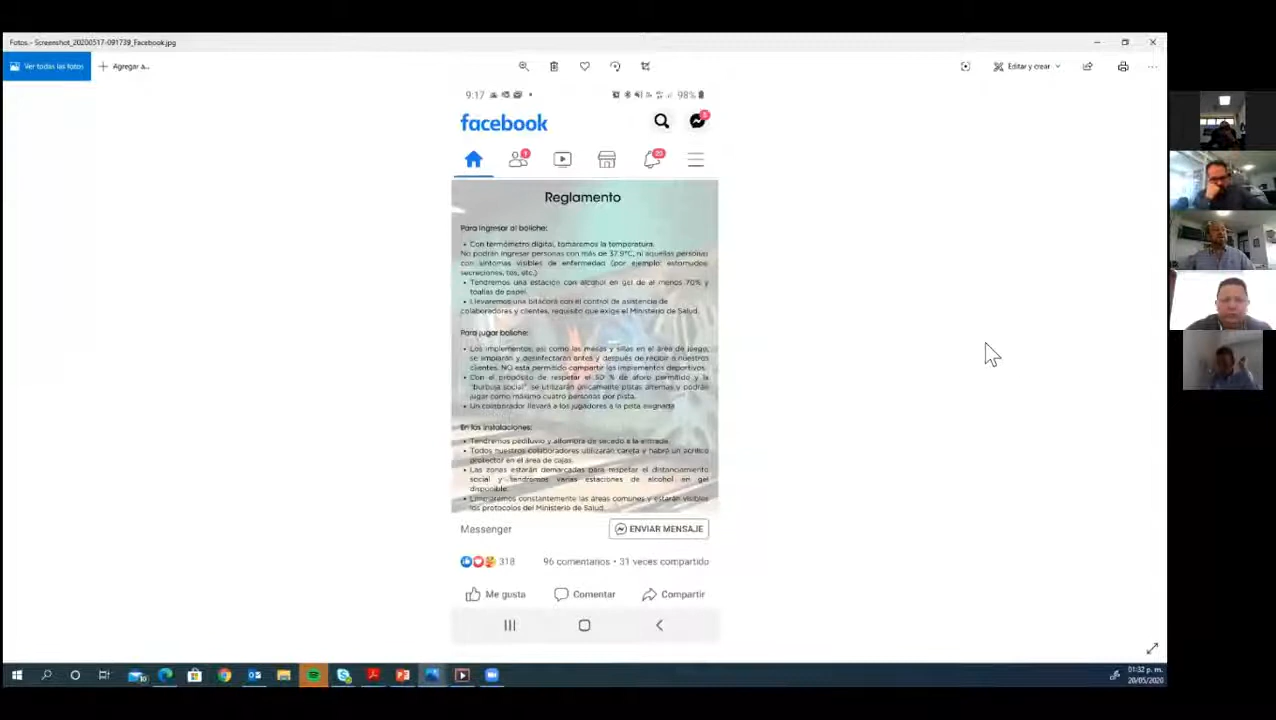 Fotos - Screenshot_20200517-091739_Facebook.jpg
Ver todas las fotos
Agregar a...
Editar y crear
9:17
98%
facebook
5
1
20
Reglamento
Para ingresar al boliche:
• Con termómetro digital, tomaremos la temperatura.
No podrán ingresar personas con más de 37.9°C, ni aquellas personas
con síntomas visibles de enfermedad (por ejemplo: estornudos
secreciones, tos, etc.)
• Tendremos una estación con alcohol en gel de al menos 70% y
toallas de papel.
• Llevaremos una bitácora con el control de asistencia de
colaboradores y clientes, requisito que exige el Ministerio de Salud.
Para jugar boliche:
• Los implementos, así como las mesas y sillas en el área de juego,
se limpiarán y desinfectarán antes y después de recibir a nuestros
clientes. NO está permitido compartir los implementos deportivos.
• Con el propósito de respetar el 50 % de aforo permitido y la
"burbuja social" se utilizarán únicamente pistas alternas y podrán
jugar como máximo cuatro personas por pista.
• Un colaborador llevará a los jugadores a la pista asignada
En las instalaciones:
• Tendremos pediluvio y alfombra de secado a la entrada.
• Todos nuestros colaboradores utilizarán careta y habrá un acrílico
protector en el área de cajas.
• Las zonas estarán demarcadas para respetar el distanciamiento
social y tendremos varias estaciones de alcohol en gel
disponible.
• Limpiaremos constantemente las áreas comunes y estarán visibles
los protocolos del Ministerio de Salud.
Messenger
ENVIAR MENSAJE
318
96 comentarios • 31 veces compartido
Me gusta
Comentar
Compartir
01:32 p. m.
20/05/2020